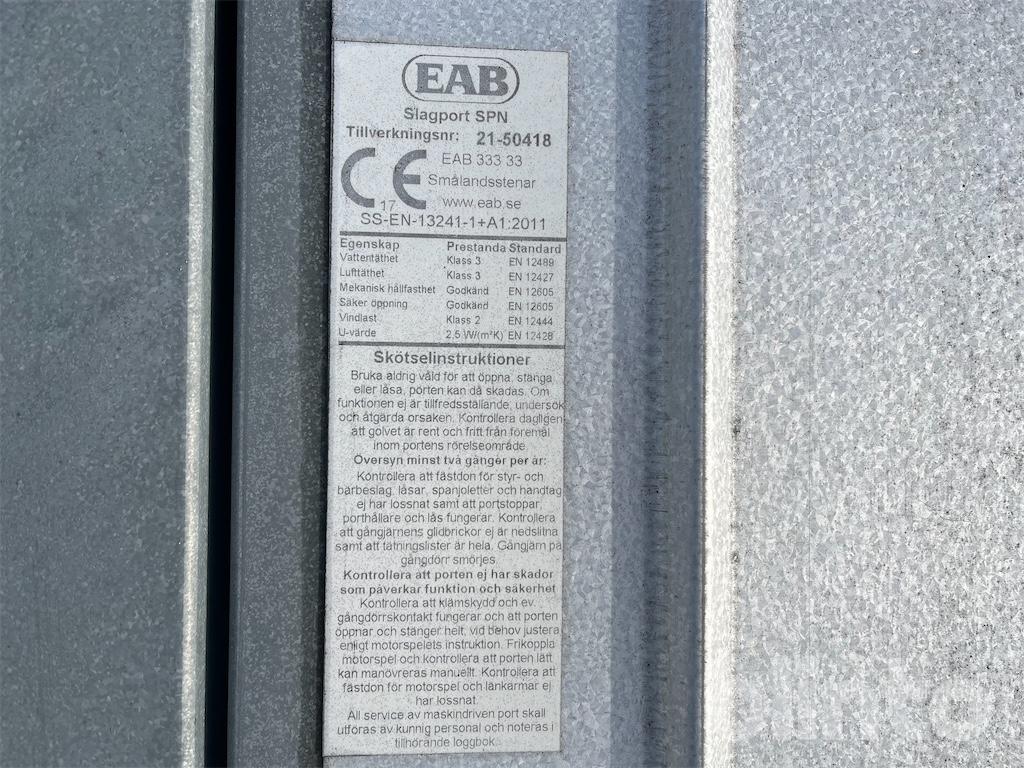 EAB
Slagport SPN
Tillverkningsnr: 21-50418
CE 17
EAB 333 33
Smålandsstenar
www.eab.se
SS-EN-13241-1+A1:2011
Egenskap Prestanda Standard
Vattentäthet Klass 3 EN 12489
Lufttäthet Klass 3 EN 12427
Mekanisk hållfasthet Godkänd EN 12605
Säker öppning Godkänd EN 12605
Vindlast Klass 2 EN 12444
U-värde 2,5 W/(m²K) EN 12428
Skötselinstruktioner
Bruka aldrig våld för att öppna, stänga
eller låsa, porten kan då skadas. Om
funktionen ej är tillfredsställande, undersök
och åtgärda orsaken. Kontrollera dagligen
att golvet är rent och fritt från föremål
inom portens rörelseområde.
Översyn minst två gånger per år:
Kontrollera att fästdon för styr- och
bärbeslag, låsar, spanjoletter och handtag
ej har lossnat samt att portstoppar,
porthållare och lås fungerar. Kontrollera
att gångjärnens glidbrickor ej är nedslitna
samt att tätningslister är hela. Gångjärn på
gångdörr smörjes.
Kontrollera att porten ej har skador
som påverkar funktion och säkerhet
Kontrollera att klämskydd och ev.
gångdörrskontakt fungerar och att porten
öppnar och stänger helt, vid behov justera
enligt motorspelets instruktion. Frikoppla
motorspel och kontrollera att porten lätt
kan manövreras manuellt. Kontrollera att
fästdon för motorspel och länkarmar ej
har lossnat.
All service av maskindriven port skall
utföras av kunnig personal och noteras i
tillhörande loggbok.